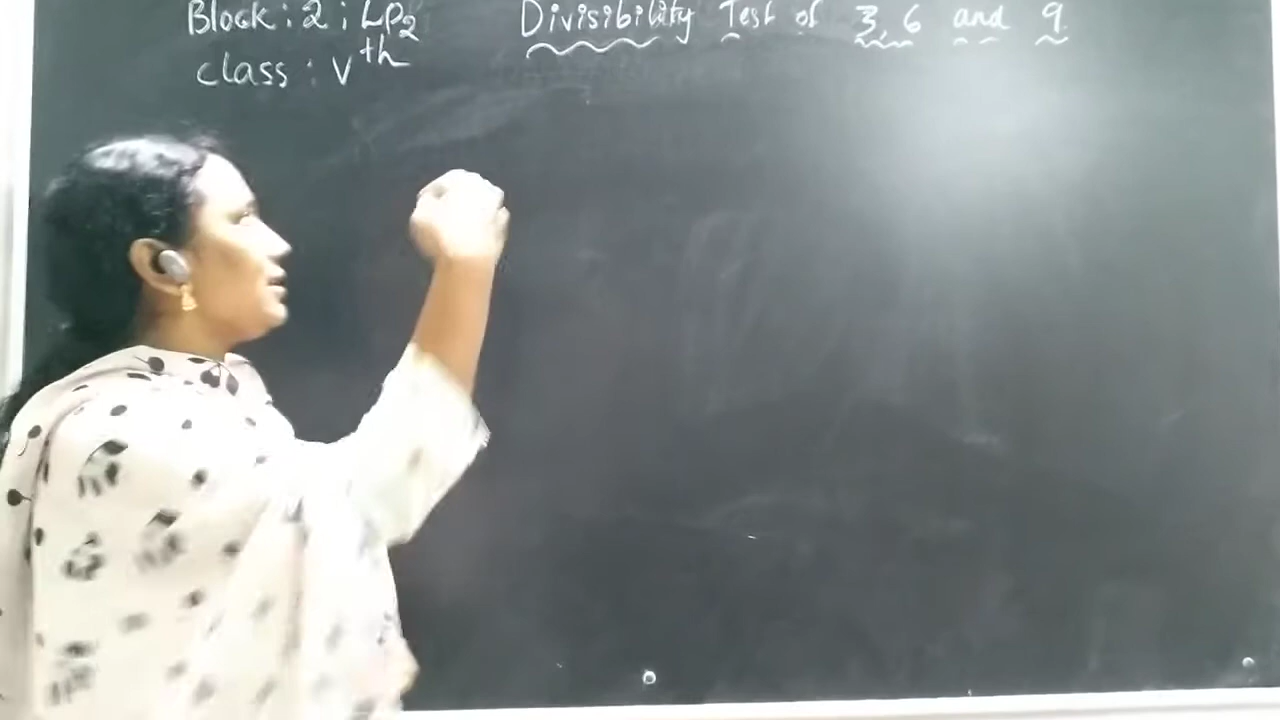 Block : 2 ; LP2
Divisibility Test of 3, 6 and 9
class : Vth